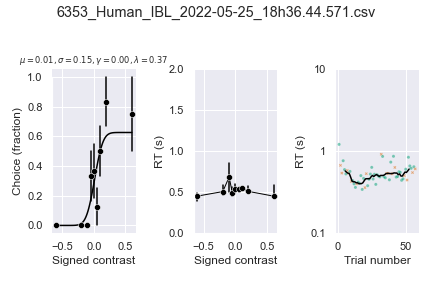 6353_Human_IBL_2022-05-25_18h36.44.571.csv
μ = 0.01, σ = 0.15, γ = 0.00, λ = 0.37
Choice (fraction)
1.0
0.8
0.6
0.4
0.2
0.0
−0.5 0.0 0.5
Signed contrast
RT (s)
2.0
1.5
1.0
0.5
0.0
−0.5 0.0 0.5
Signed contrast
RT (s)
10
1
0.1
0 50
Trial number